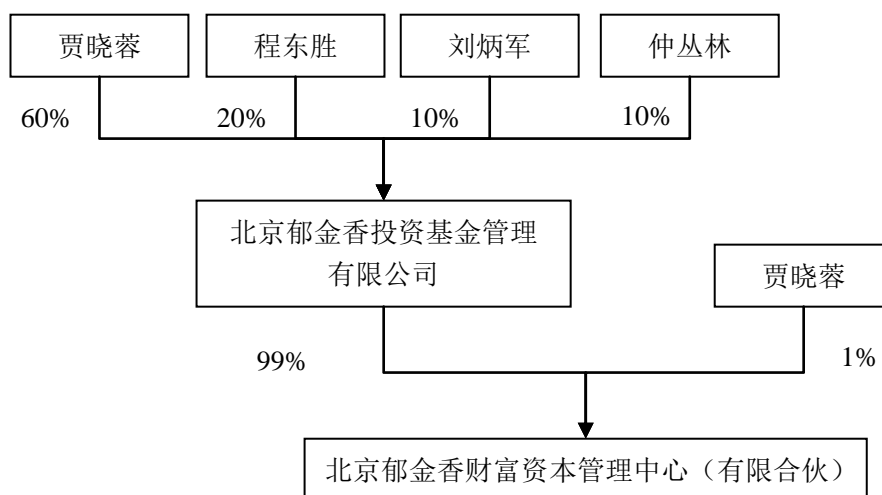 贾晓蓉
程东胜
刘炳军
仲丛林
60%
20%
10%
10%
北京郁金香投资基金管理
有限公司
贾晓蓉
99%
1%
北京郁金香财富资本管理中心（有限合伙）